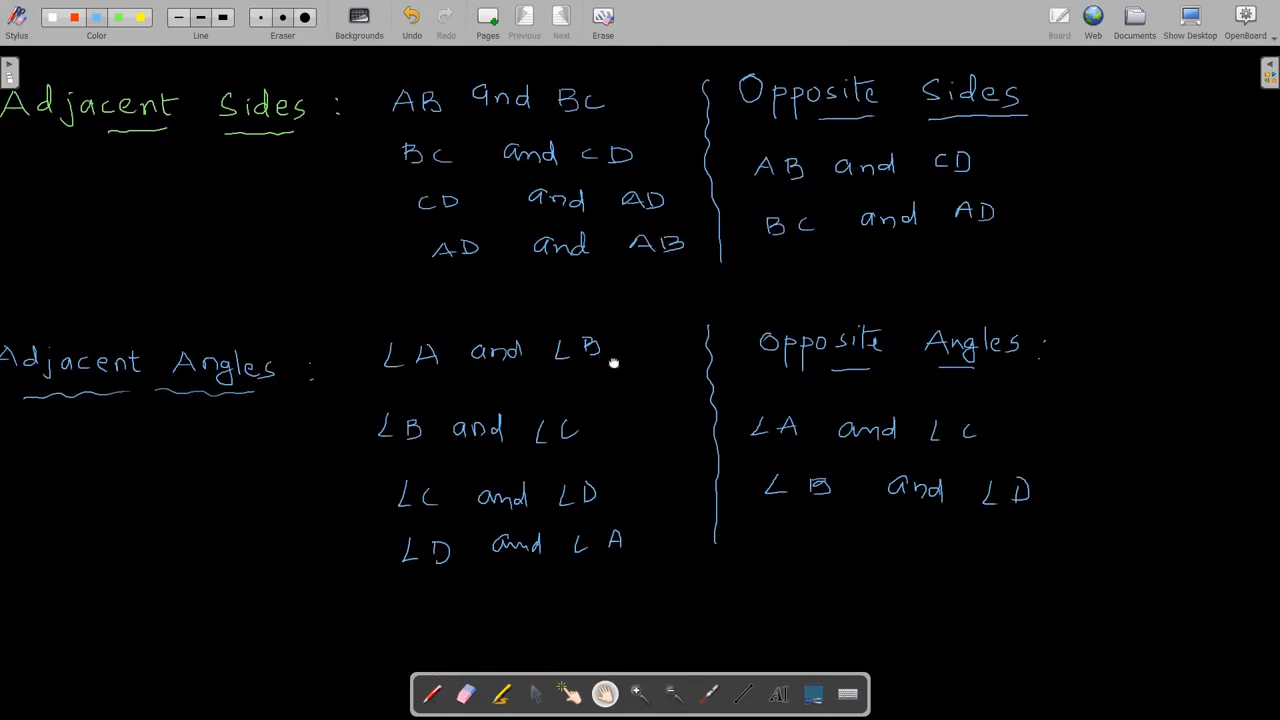 Stylus Color Line Eraser Backgrounds Undo Redo Pages Previous Next Erase Board Web Documents Show Desktop OpenBoard
Adjacent Sides : AB and BC
BC and CD
CD and AD
AD and AB
Opposite Sides
AB and CD
BC and AD
Adjacent Angles : ∠A and ∠B
∠B and ∠C
∠C and ∠D
∠D and ∠A
Opposite Angles :
∠A and ∠C
∠B and ∠D